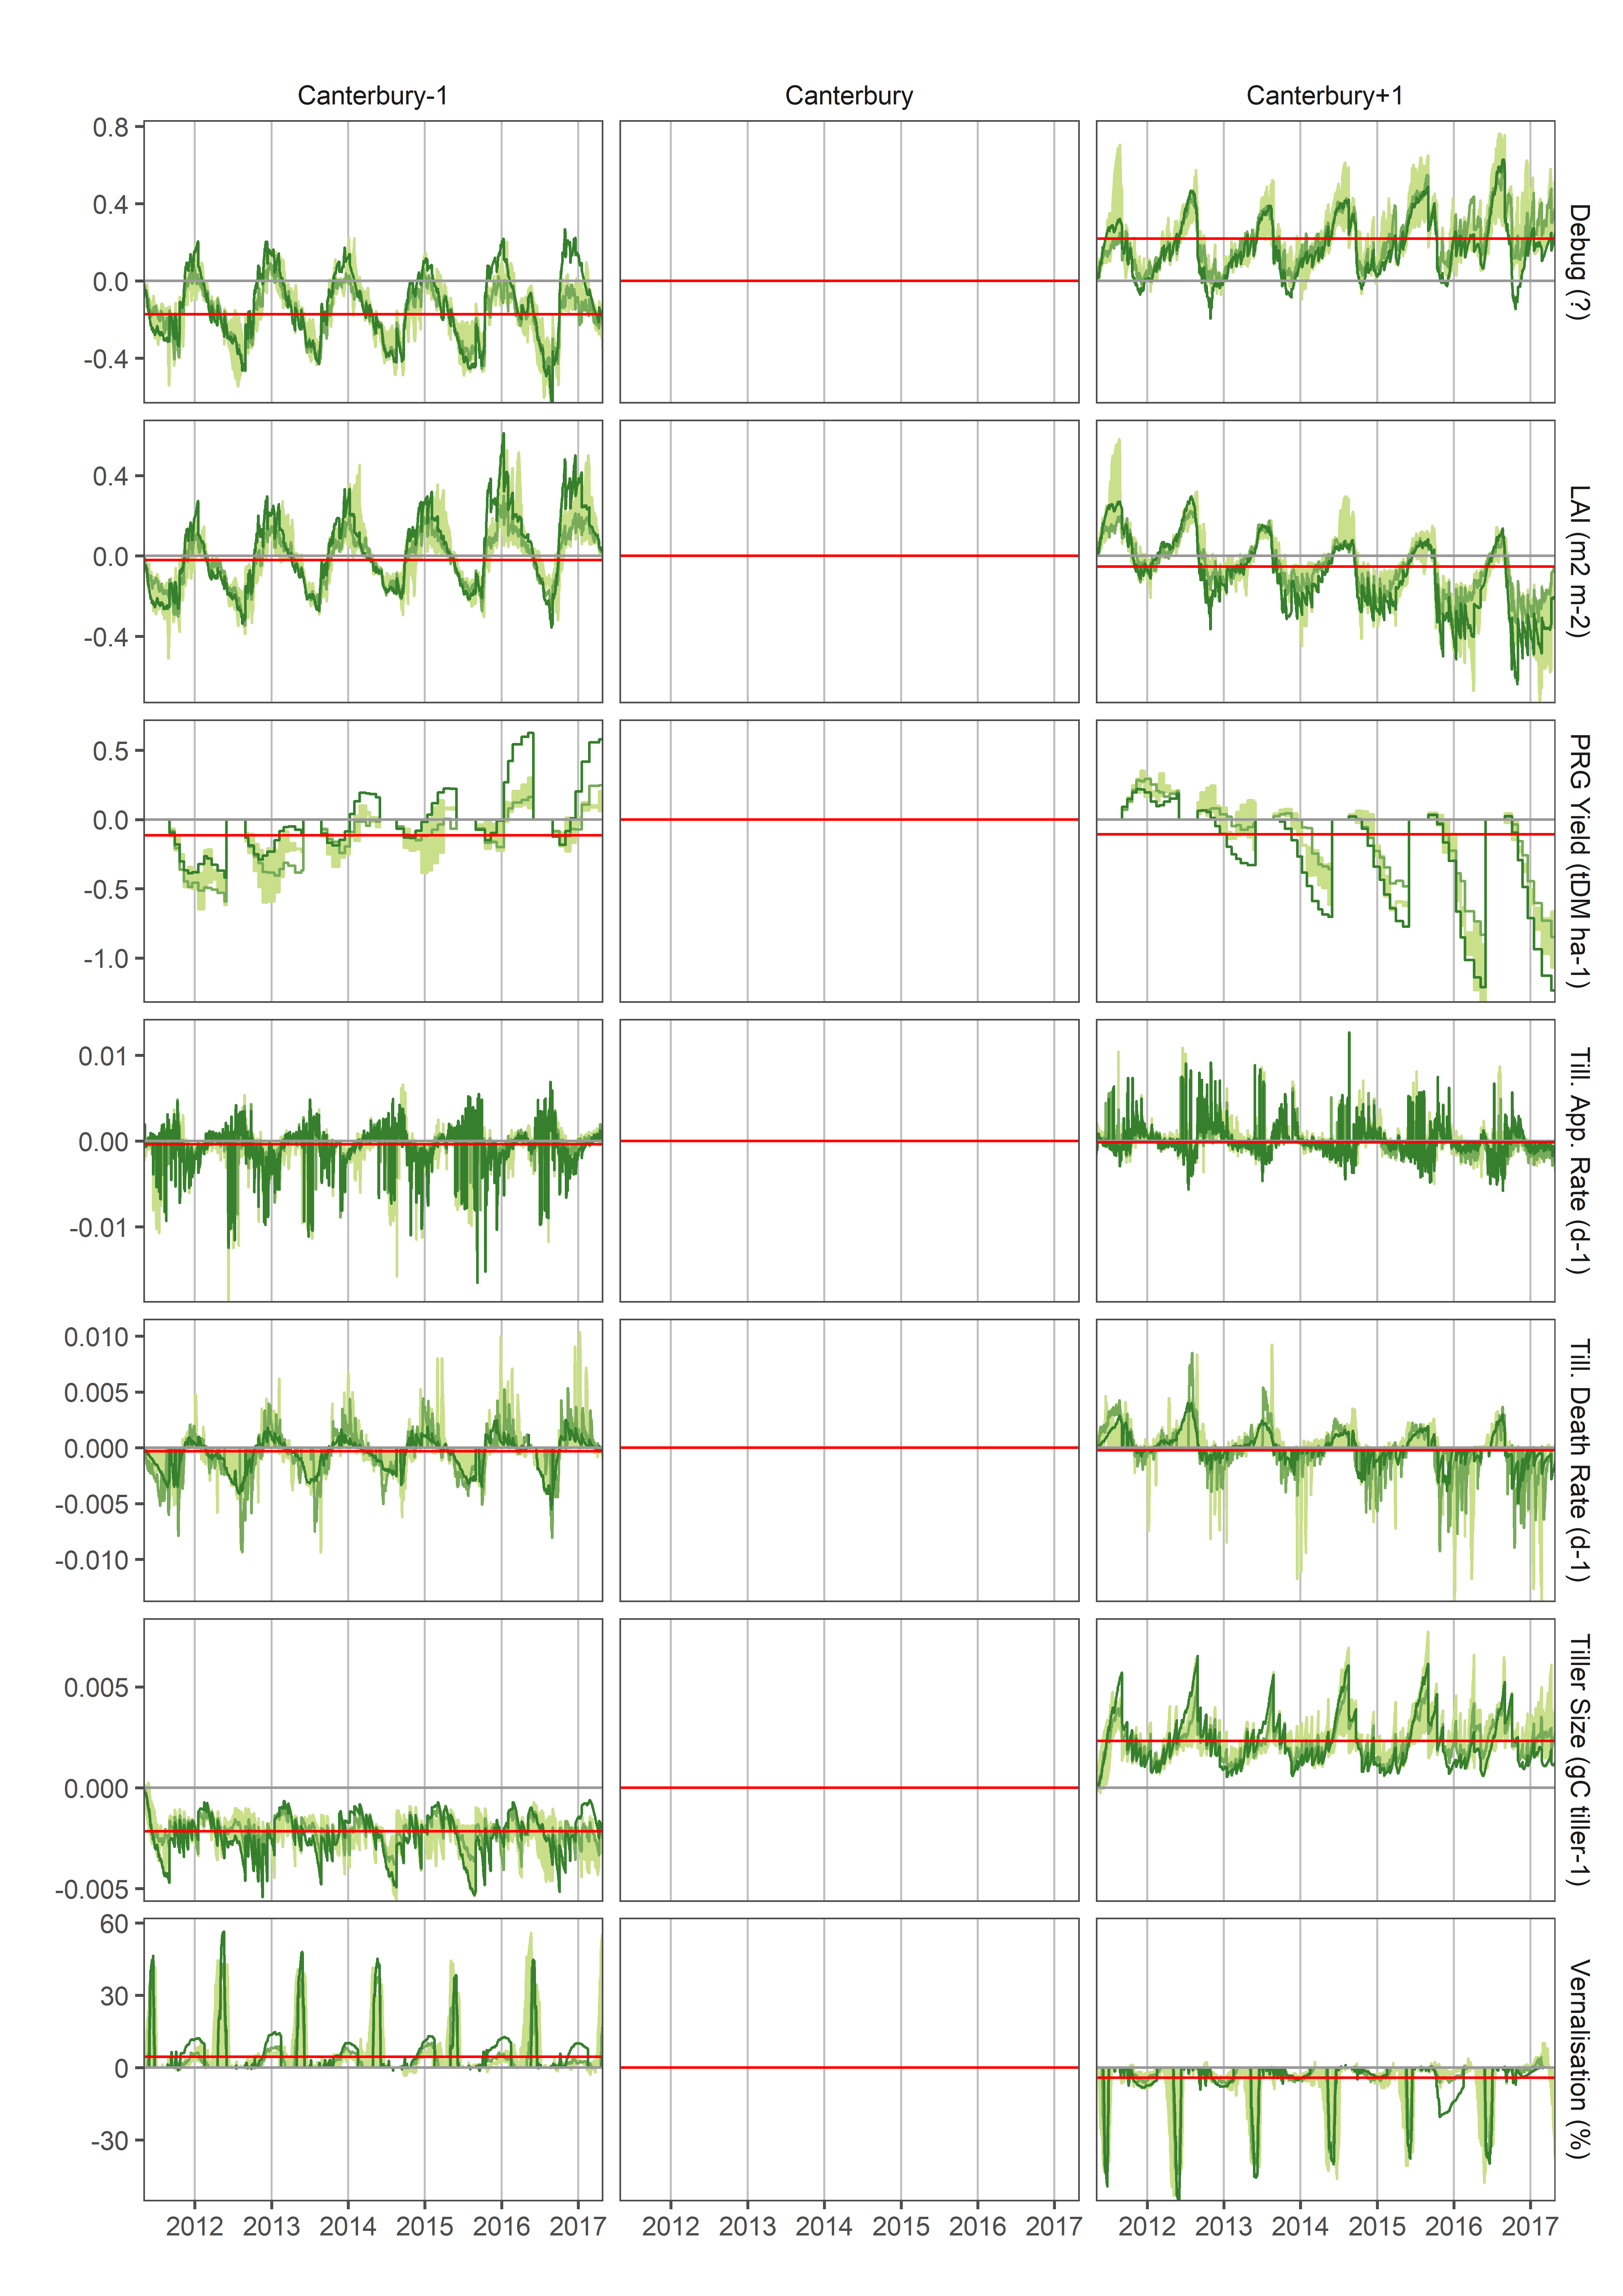 Canterbury-1 Canterbury Canterbury+1
0.8
0.4
0.0
-0.4
Debug (?)
0.4
0.0
-0.4
LAI (m2 m-2)
0.5
0.0
-0.5
-1.0
PRG Yield (tDM ha-1)
0.01
0.00
-0.01
Till. App. Rate (d-1)
0.010
0.005
0.000
-0.005
-0.010
Till. Death Rate (d-1)
0.005
0.000
-0.005
Tiller Size (gC tiller-1)
60
30
0
-30
Vernalisation (%)
2012 2013 2014 2015 2016 2017 2012 2013 2014 2015 2016 2017 2012 2013 2014 2015 2016 2017